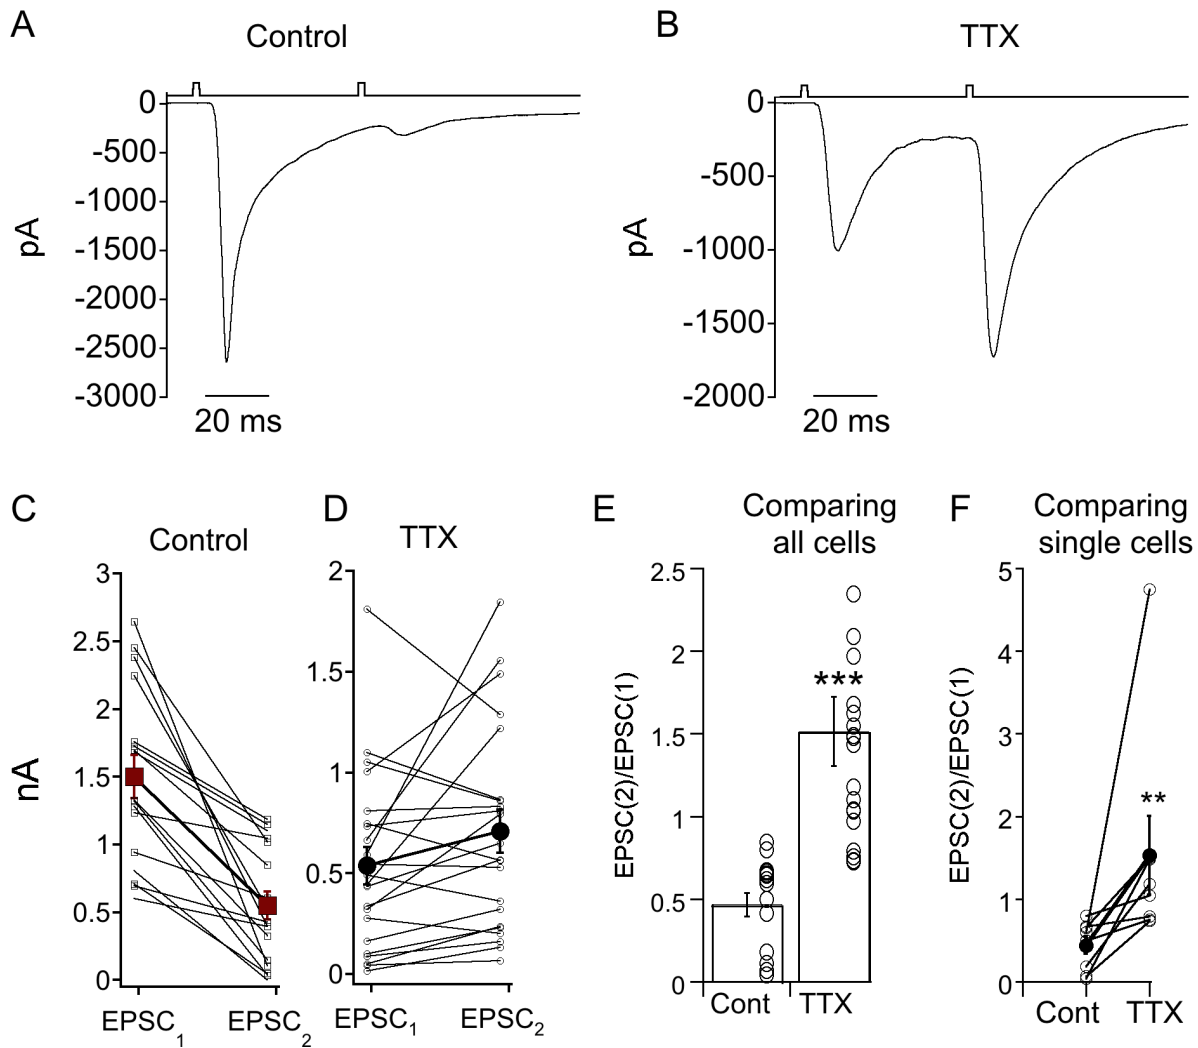 A
Control
B
TTX
0
-500
-1000
-1500
-2000
-2500
-3000
pA
20 ms
0
-500
-1000
-1500
-2000
pA
20 ms
C
Control
D
TTX
E
Comparing
all cells
F
Comparing
single cells
nA
3
2.5
2
1.5
1
0.5
0
EPSC1
EPSC2
2
1.5
1
0.5
0
EPSC1
EPSC2
EPSC(2)/EPSC(1)
2.5
2
1.5
1
0.5
0
***
Cont
TTX
EPSC(2)/EPSC(1)
5
4
3
2
1
0
**
Cont
TTX